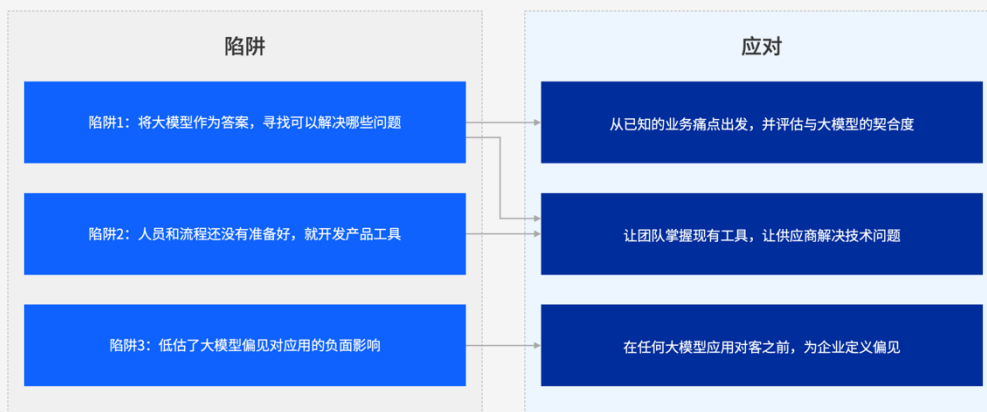 陷阱
应对
陷阱1：将大模型作为答案，寻找可以解决哪些问题
从已知的业务痛点出发，并评估与大模型的契合度
陷阱2：人员和流程还没有准备好，就开发产品工具
让团队掌握现有工具，让供应商解决技术问题
陷阱3：低估了大模型偏见对应用的负面影响
在任何大模型应用对客之前，为企业定义偏见